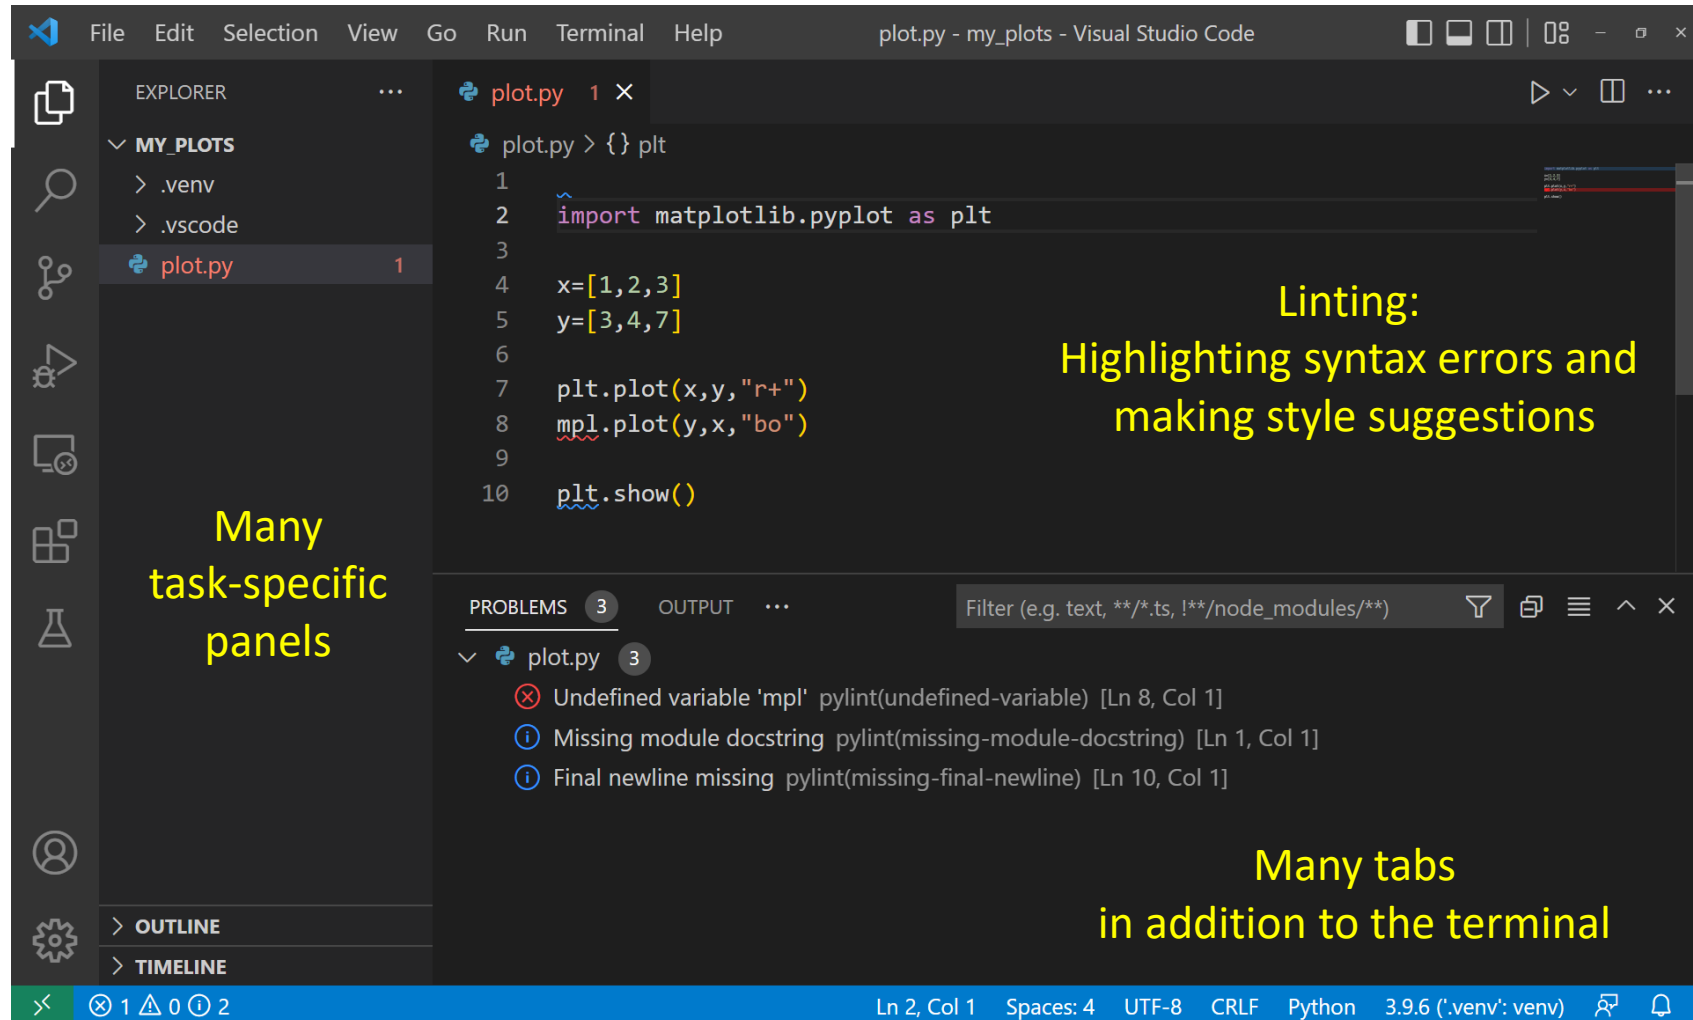 File Edit Selection View Go Run Terminal Help plot.py - my_plots - Visual Studio Code
EXPLORER ···
MY_PLOTS
.venv
.vscode
plot.py 1
Many
task-specific
panels
OUTLINE
TIMELINE
plot.py 1
plot.py > {} plt
1
2 import matplotlib.pyplot as plt
3
4 x=[1,2,3]
5 y=[3,4,7]
6
7 plt.plot(x,y,"r+")
8 mpl.plot(y,x,"bo")
9
10 plt.show()
Linting:
Highlighting syntax errors and
making style suggestions
PROBLEMS 3 OUTPUT ··· Filter (e.g. text, **/*.ts, !**/node_modules/**)
plot.py 3
Undefined variable 'mpl' pylint(undefined-variable) [Ln 8, Col 1]
Missing module docstring pylint(missing-module-docstring) [Ln 1, Col 1]
Final newline missing pylint(missing-final-newline) [Ln 10, Col 1]
Many tabs
in addition to the terminal
1 0 2 Ln 2, Col 1 Spaces: 4 UTF-8 CRLF Python 3.9.6 ('.venv': venv)